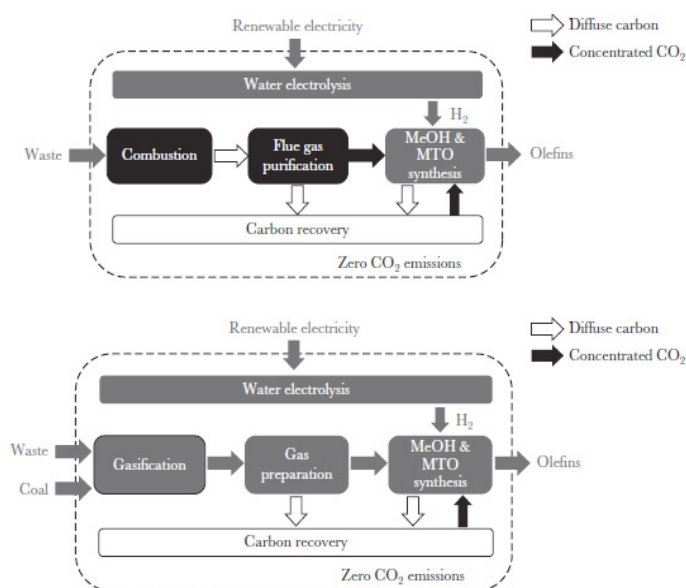 Renewable electricity
Diffuse carbon
Concentrated CO₂
Water electrolysis
H₂
Waste
Combustion
Flue gas
purification
MeOH &
MTO
synthesis
Olefins
Carbon recovery
Zero CO₂ emissions
Renewable electricity
Diffuse carbon
Concentrated CO₂
Water electrolysis
H₂
Waste
Coal
Gasification
Gas
preparation
MeOH &
MTO
synthesis
Olefins
Carbon recovery
Zero CO₂ emissions